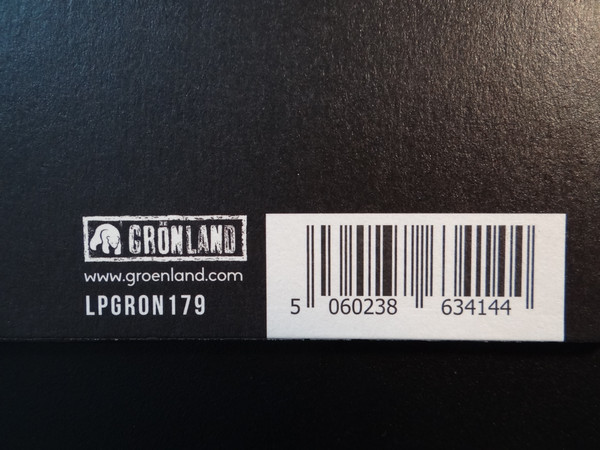 GRÖNLAND
www.groenland.com
LPGRON179
5 060238 634144